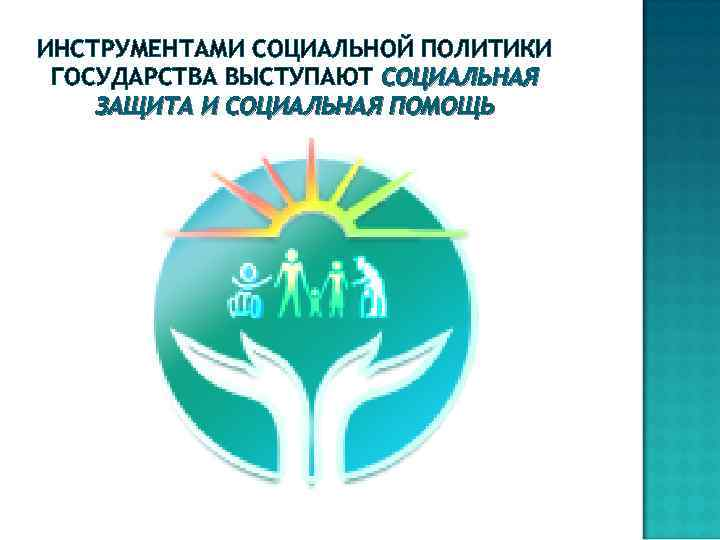 ИНСТРУМЕНТАМИ СОЦИАЛЬНОЙ ПОЛИТИКИ
ГОСУДАРСТВА ВЫСТУПАЮТ СОЦИАЛЬНАЯ
ЗАЩИТА И СОЦИАЛЬНАЯ ПОМОЩЬ